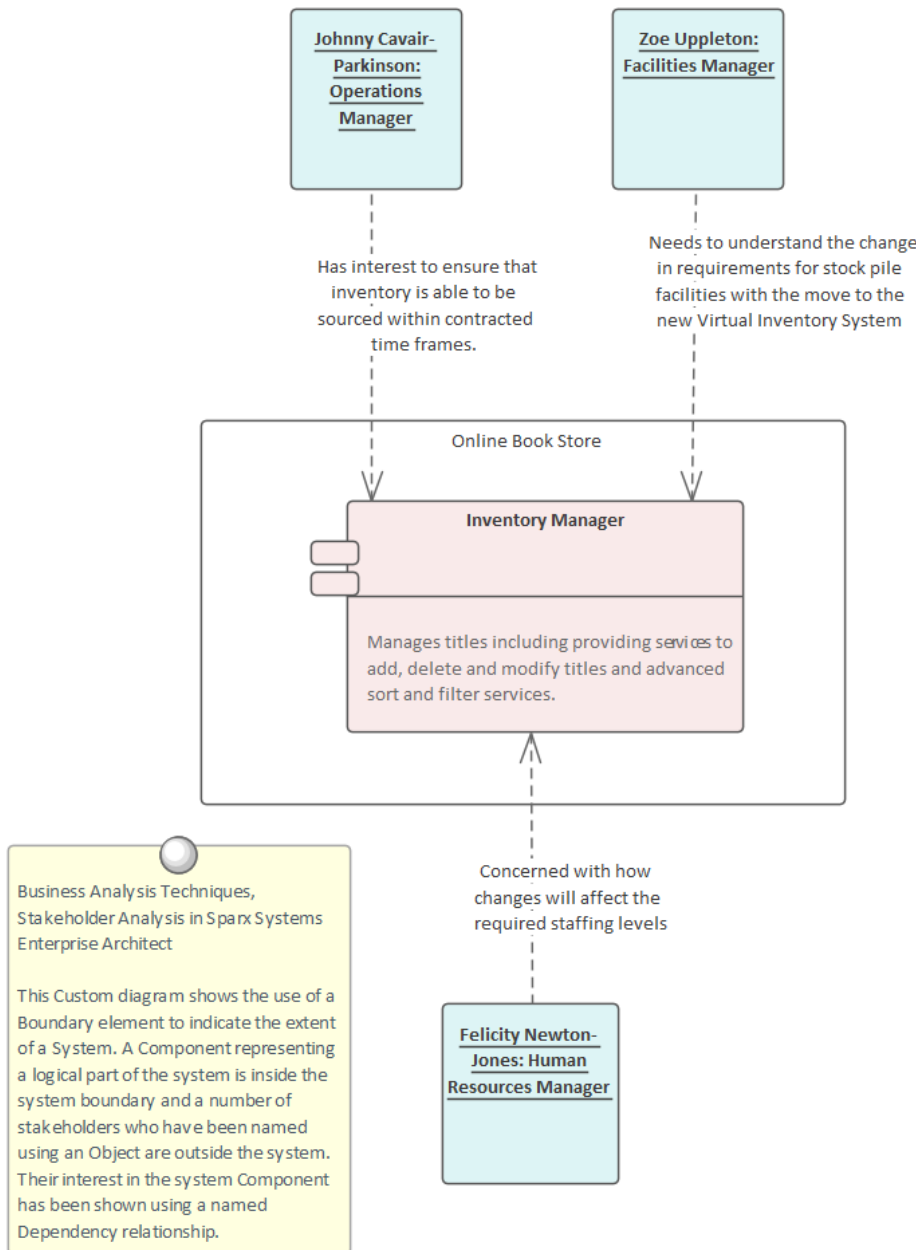 Johnny Cavair-
Parkinson:
Operations
Manager
Zoe Uppleton:
Facilities Manager
Has interest to ensure that
inventory is able to be
sourced within contracted
time frames.
Needs to understand the change
in requirements for stock pile
facilities with the move to the
new Virtual Inventory System
Online Book Store
Inventory Manager
Manages titles including providing services to
add, delete and modify titles and advanced
sort and filter services.
Concerned with how
changes will affect the
required staffing levels
Felicity Newton-
Jones: Human
Resources Manager
Business Analysis Techniques,
Stakeholder Analysis in Sparx Systems
Enterprise Architect
This Custom diagram shows the use of a
Boundary element to indicate the extent
of a System. A Component representing
a logical part of the system is inside the
system boundary and a number of
stakeholders who have been named
using an Object are outside the system.
Their interest in the system Component
has been shown using a named
Dependency relationship.